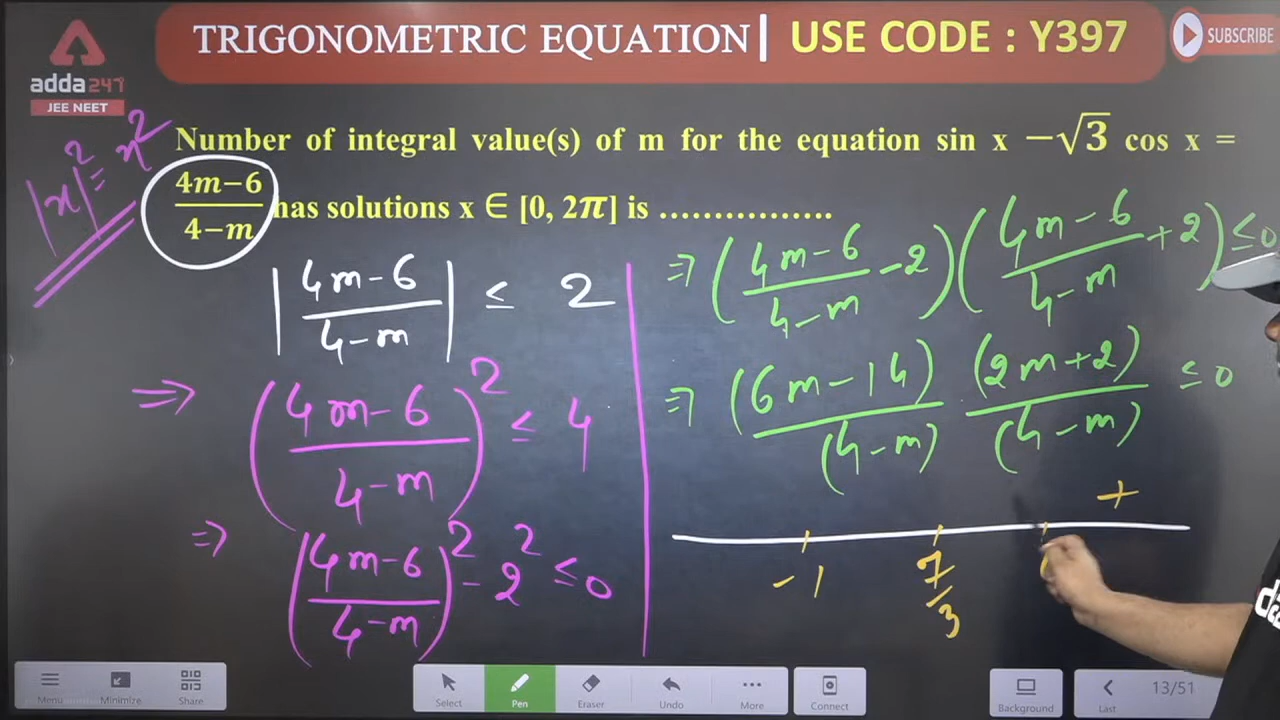 TRIGONOMETRIC EQUATION| USE CODE : Y397
SUBSCRIBE
adda247
JEE NEET
|x|² = x²
Number of integral value(s) of m for the equation sin x −√3 cos x =
(4m−6)/(4−m) has solutions x ∈ [0, 2π] is …………….
|(4m−6)/(4−m)| ≤ 2
⇒ ((4m−6)/(4−m))² ≤ 4
⇒ ((4m−6)/(4−m))² − 2² ≤ 0
⇒ ((4m−6)/(4−m) − 2)((4m−6)/(4−m) + 2) ≤ 0
⇒ (6m−14)/(4−m) (2m+2)/(4−m) ≤ 0
+
−1 7/3
Menu Minimize Share
Select Pen Eraser Undo More
Connect
Background
Last 13/51